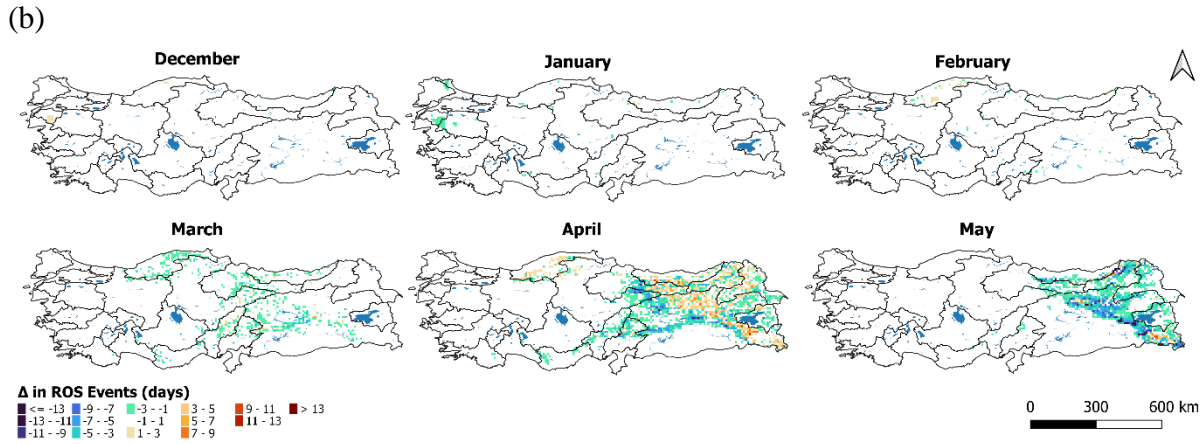 (b)
December January February
March April May
Δ in ROS Events (days)
<= -13 -9 - -7 -3 - -1 3 - 5 9 - 11 > 13
-13 - -11 -7 - -5 -1 - 1 5 - 7 11 - 13
-11 - -9 -5 - -3 1 - 3 7 - 9
0 300 600 km